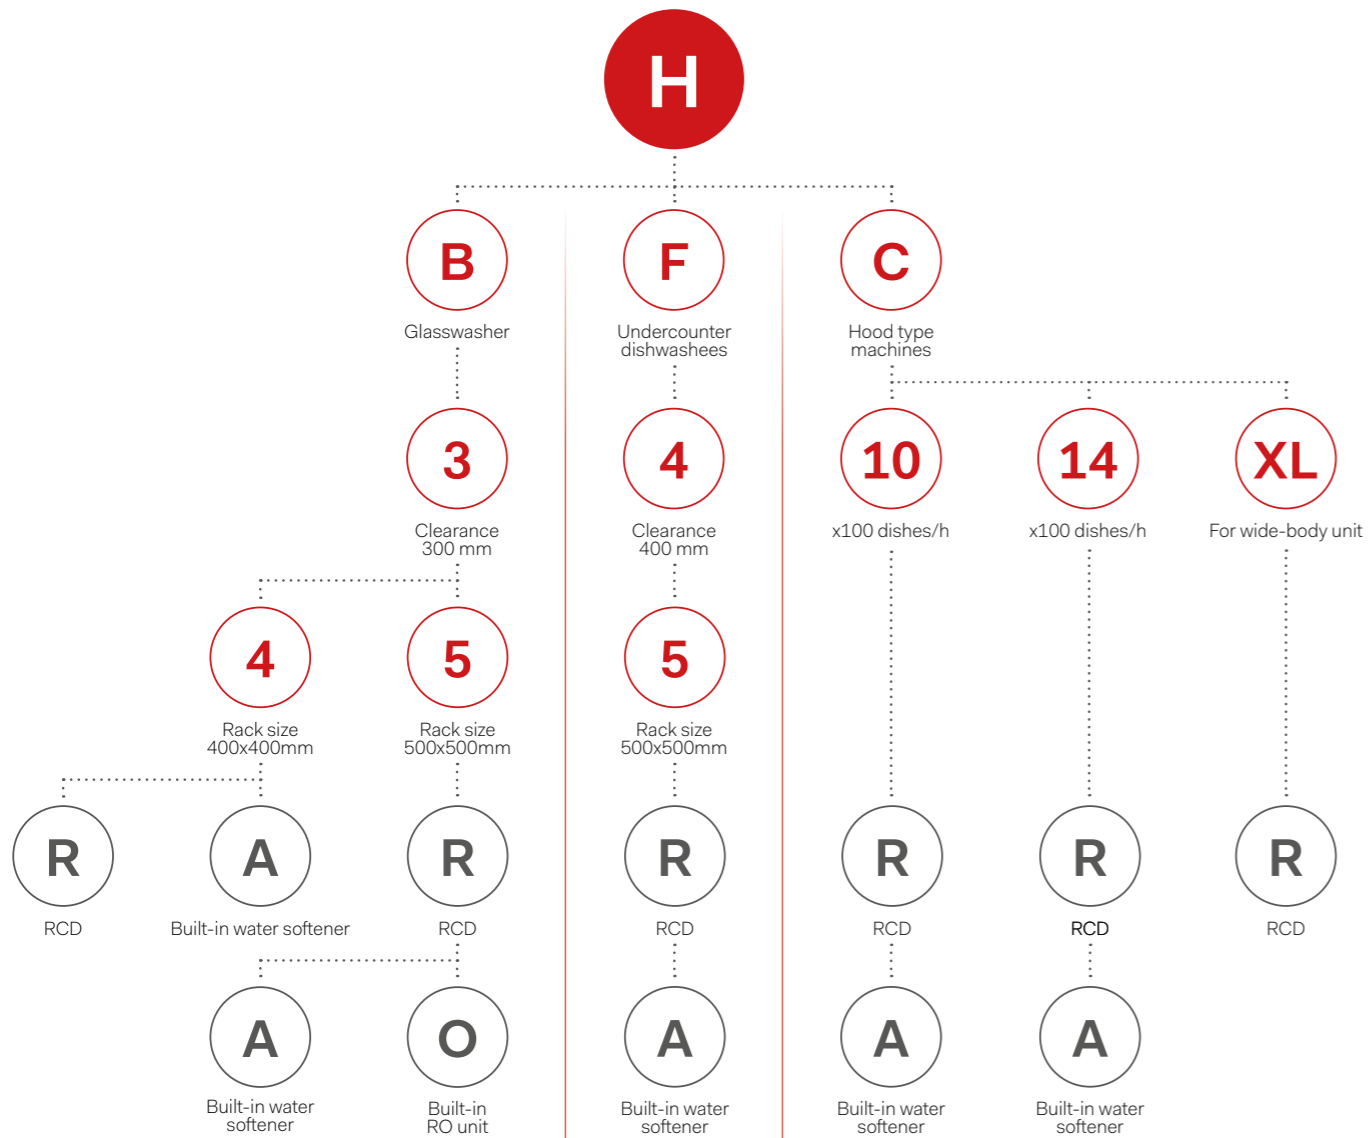 H
B
F
C
Glasswasher
Undercounter
dishwashees
Hood type
machines
3
4
10
14
XL
Clearance
300 mm
Clearance
400 mm
x100 dishes/h
x100 dishes/h
For wide-body unit
4
5
5
Rack size
400x400mm
Rack size
500x500mm
Rack size
500x500mm
R
A
R
R
R
R
R
RCD
Built-in water softener
RCD
RCD
RCD
RCD
RCD
A
O
A
A
A
Built-in water
softener
Built-in
RO unit
Built-in water
softener
Built-in water
softener
Built-in water
softener